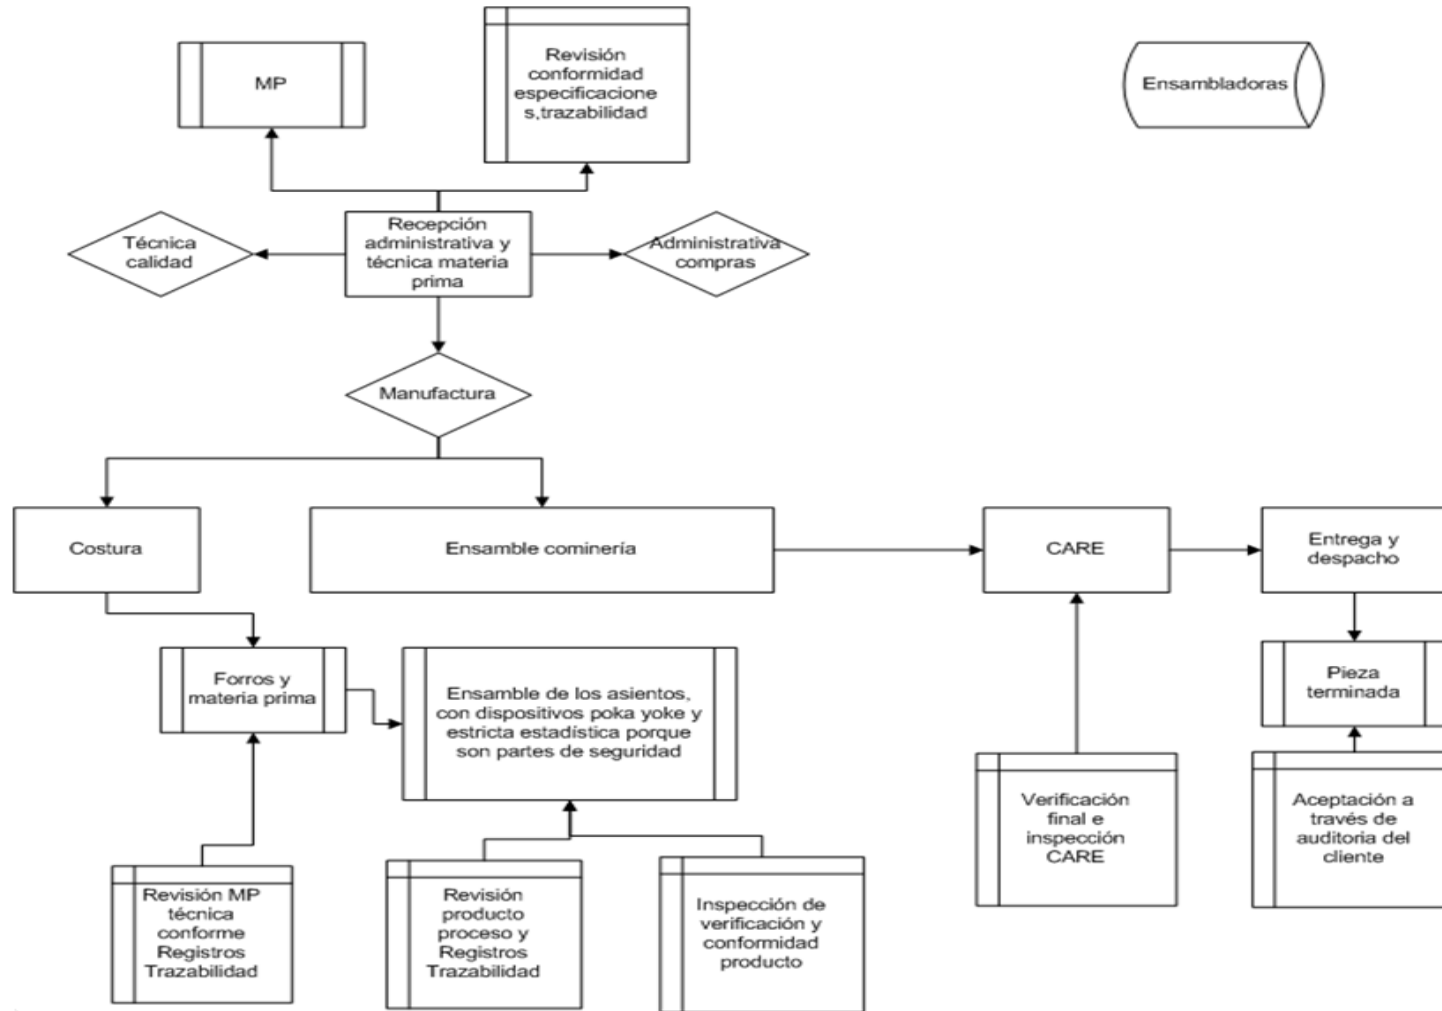 MP
Revisión
conformidad
especificacione
s,trazabilidad
Ensambladoras
Técnica
calidad
Recepción
administrativa y
técnica materia
prima
Administrativa
compras
Manufactura
Costura
Ensamble cominería
CARE
Entrega y
despacho
Forros y
materia prima
Ensamble de los asientos,
con dispositivos poka yoke y
estricta estadística porque
son partes de seguridad
Pieza
terminada
Revisión MP
técnica
conforme
Registros
Trazabilidad
Revisión
producto
proceso y
Registros
Trazabilidad
Inspección de
verificación y
conformidad
producto
Verificación
final e
inspección
CARE
Aceptación a
través de
auditoria del
cliente